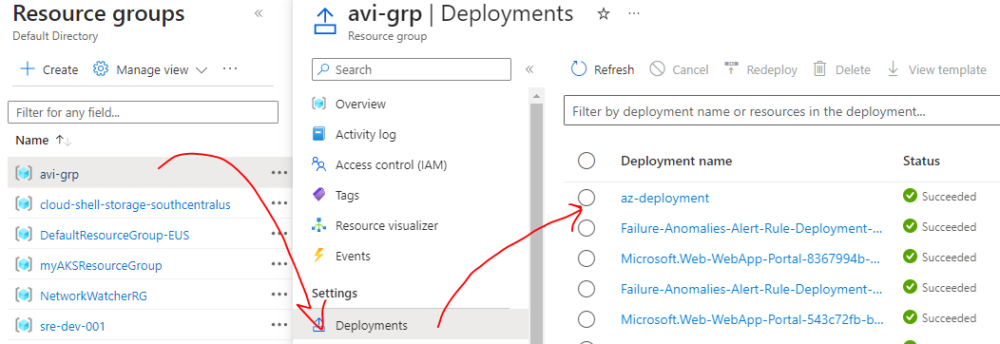 Resource groups
Default Directory
Create
Manage view
Filter for any field...
Name
avi-grp
cloud-shell-storage-southcentralus
DefaultResourceGroup-EUS
myAKSResourceGroup
NetworkWatcherRG
sre-dev-001
avi-grp | Deployments
Resource group
Search
Overview
Activity log
Access control (IAM)
Tags
Resource visualizer
Events
Settings
Deployments
Refresh
Cancel
Redeploy
Delete
View template
Filter by deployment name or resources in the deployment...
Deployment name Status
az-deployment Succeeded
Failure-Anomalies-Alert-Rule-Deployment-... Succeeded
Microsoft.Web-WebApp-Portal-8367994b-... Succeeded
Failure-Anomalies-Alert-Rule-Deployment-... Succeeded
Microsoft.Web-WebApp-Portal-543c72fb-b... Succeeded